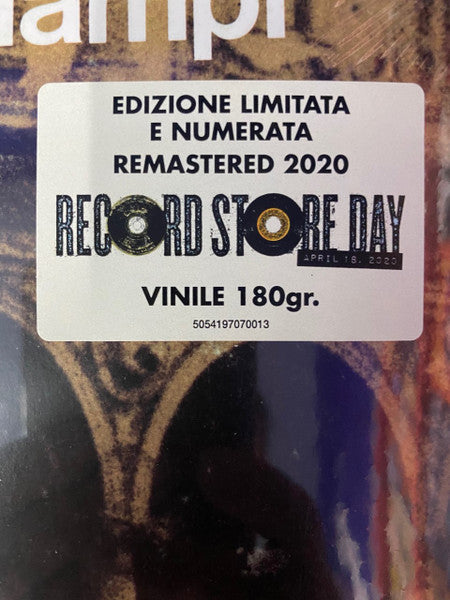 EDIZIONE LIMITATA
E NUMERATA
REMASTERED 2020
RECORD STORE DAY
APRIL 18, 2020
VINILE 180gr.
5054197070013